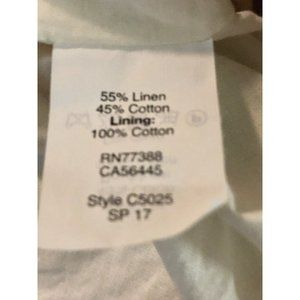 55% Linen
45% Cotton
Lining:
100% Cotton
RN77388
CA56445
Style C5025
SP 17